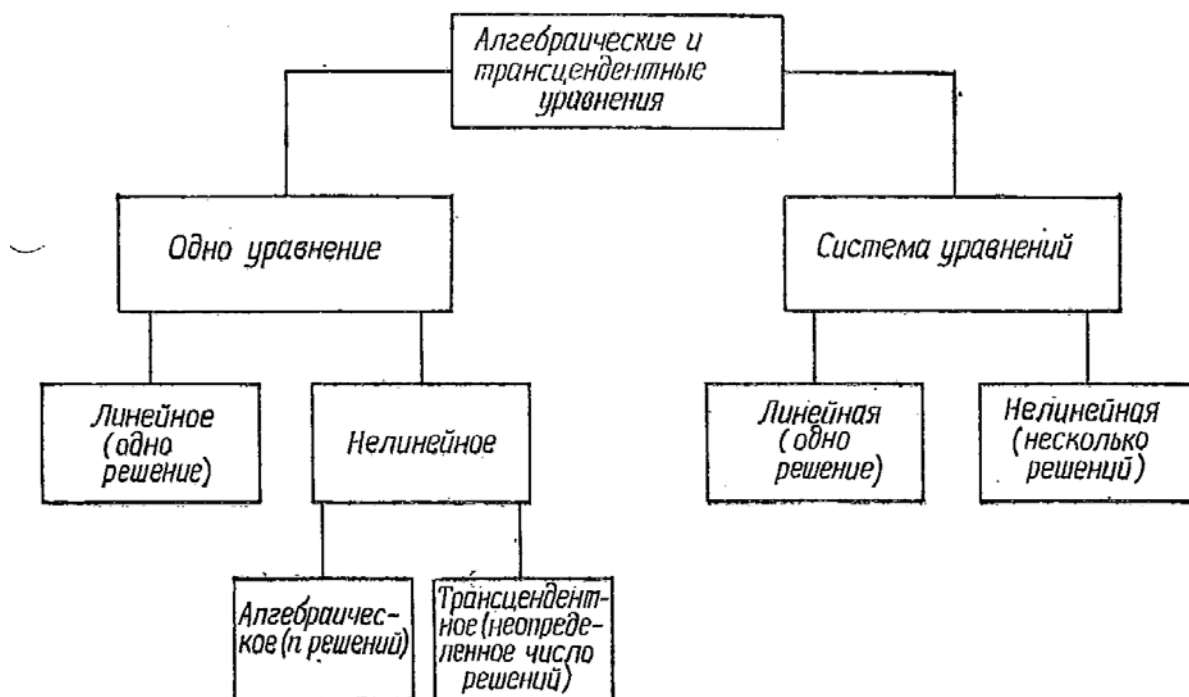 Алгебраические и
трансцендентные
уравнения
Одно уравнение
Система уравнений
Линейное
(одно
решение)
Нелинейное
Линейная
(одно
решение)
Нелинейная
(несколько
решений)
Алгебраичес-
кое (n решений)
Трансцендент-
ное (неопреде-
ленное число
решений)